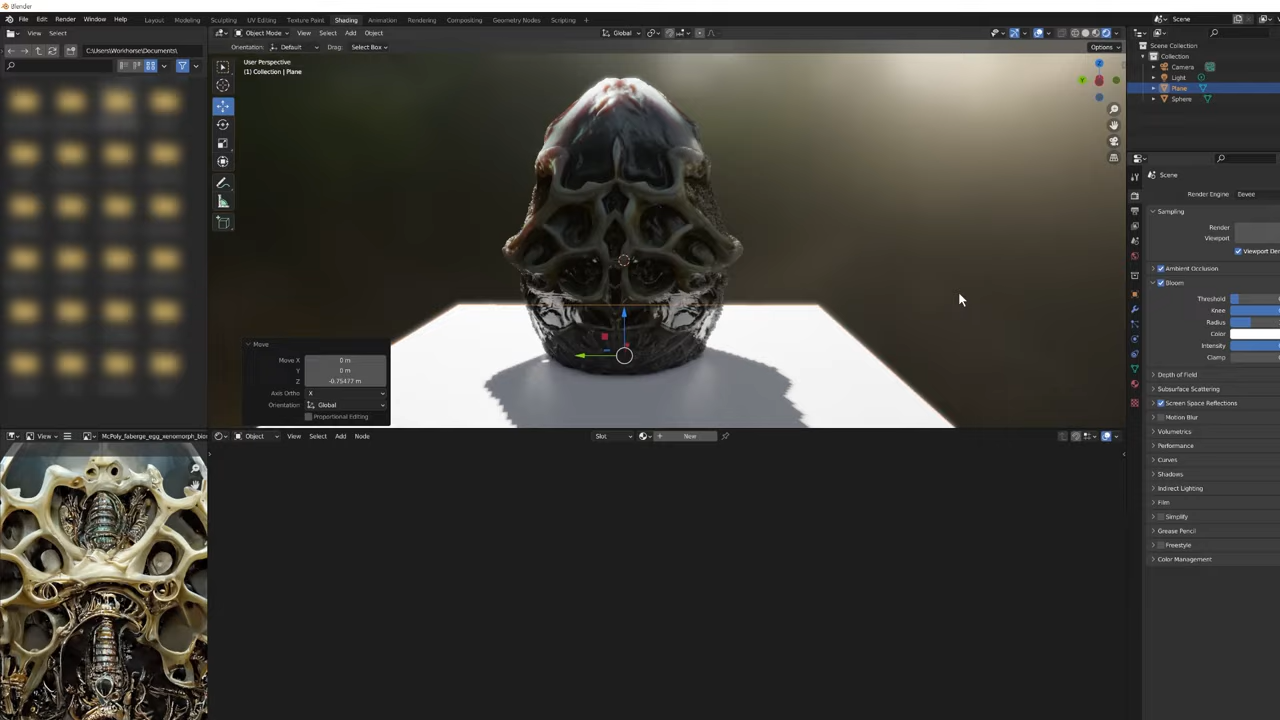 Blender
File Edit Render Window Help Layout Modeling Sculpting UV Editing Texture Paint Shading Animation Rendering Compositing Geometry Nodes Scripting + Scene
View Select
Object Mode View Select Add Object Global
C:\Users\Workhorse\Documents\
Orientation: Default Drag: Select Box Options
User Perspective
(1) Collection | Plane
Scene Collection
Collection
Camera
Light
Plane
Sphere
Scene
Render Engine Eevee
Sampling
Render
Viewport
Viewport Den
Ambient Occlusion
Bloom
Threshold
Knee
Radius
Color
Intensity
Clamp
Depth of Field
Subsurface Scattering
Screen Space Reflections
Motion Blur
Volumetrics
Performance
Curves
Shadows
Indirect Lighting
Film
Simplify
Grease Pencil
Freestyle
Color Management
Move
Move X 0 m
Y 0 m
Z -0.75477 m
Axis Ortho X
Orientation Global
Proportional Editing
View McPoly_faberge_egg_xenomorph_bior
Object View Select Add Node Slot + New